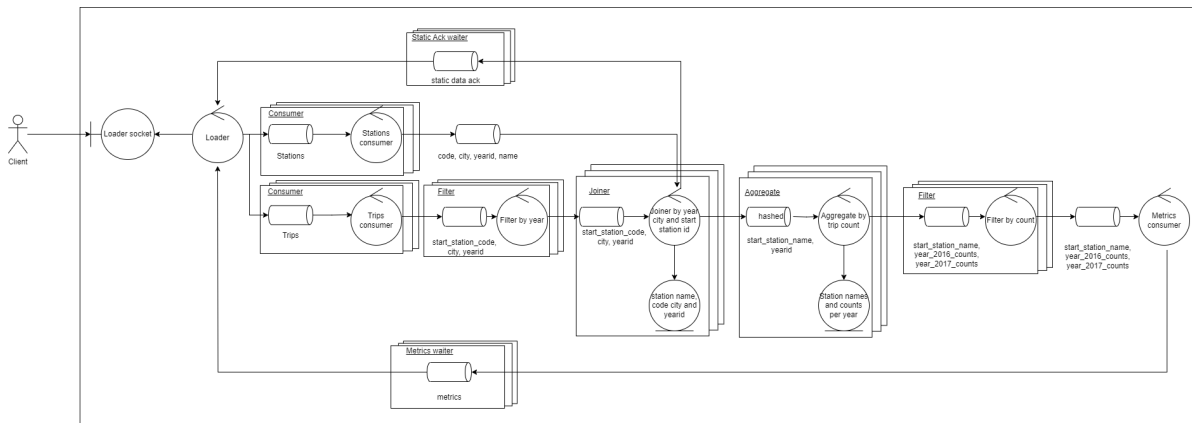 Static Ack waiter
static data ack
Client
Loader socket
Loader
Consumer
Stations
Stations
consumer
code, city, yearid, name
Consumer
Trips
Trips
consumer
Filter
start_station_code,
city, yearid
Filter by year
Joiner
start_station_code,
city, yearid
Joiner by year
city and start
station id
station name,
code city and
yearid
Aggregate
hashed
start_station_name,
yearid
Aggregate by
trip count
Station names
and counts
per year
Filter
start_station_name,
year_2016_counts,
year_2017_counts
Filter by count
start_station_name,
year_2016_counts,
year_2017_counts
Metrics
consumer
Metrics waiter
metrics